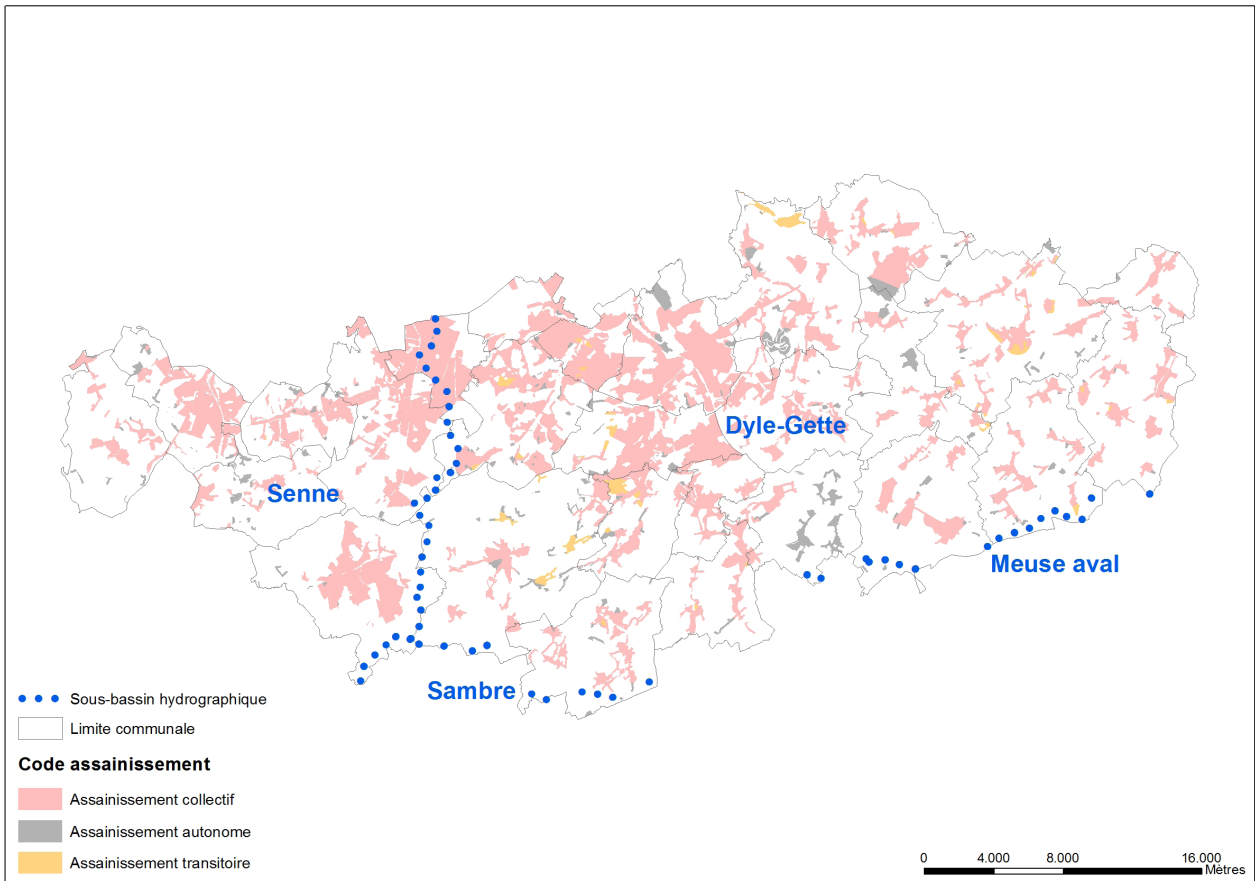 Dyle-Gette
Senne
Meuse aval
Sambre
Sous-bassin hydrographique
Limite communale
Code assainissement
Assainissement collectif
Assainissement autonome
Assainissement transitoire
0 4.000 8.000 16.000
Mètres